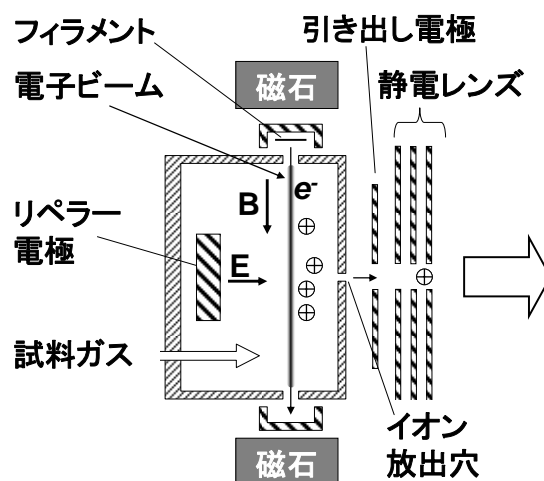 フィラメント
引き出し電極
電子ビーム
磁石
静電レンズ
e-
B
リペラー
電極
E
試料ガス
イオン
放出穴
磁石